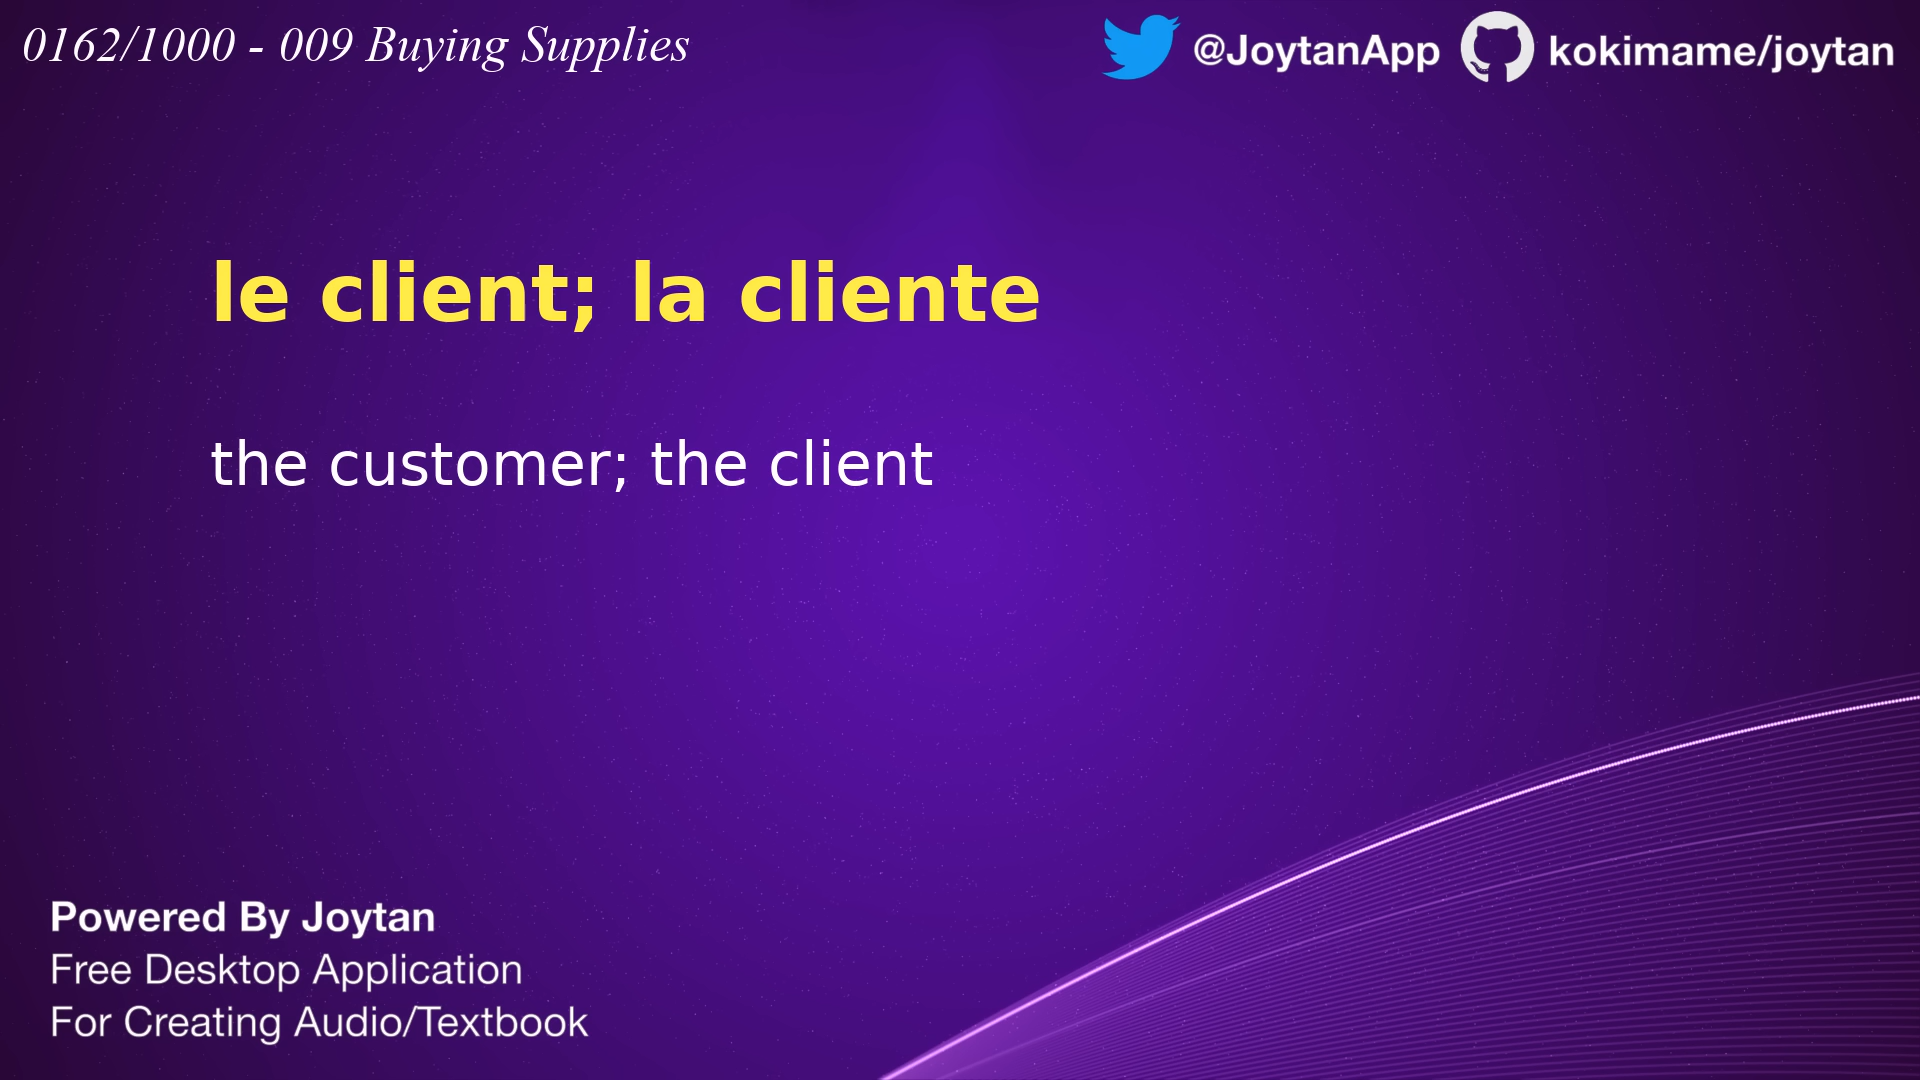 0162/1000 - 009 Buying Supplies
@JoytanApp
kokimame/joytan
le client; la cliente
the customer; the client
Powered By Joytan
Free Desktop Application
For Creating Audio/Textbook